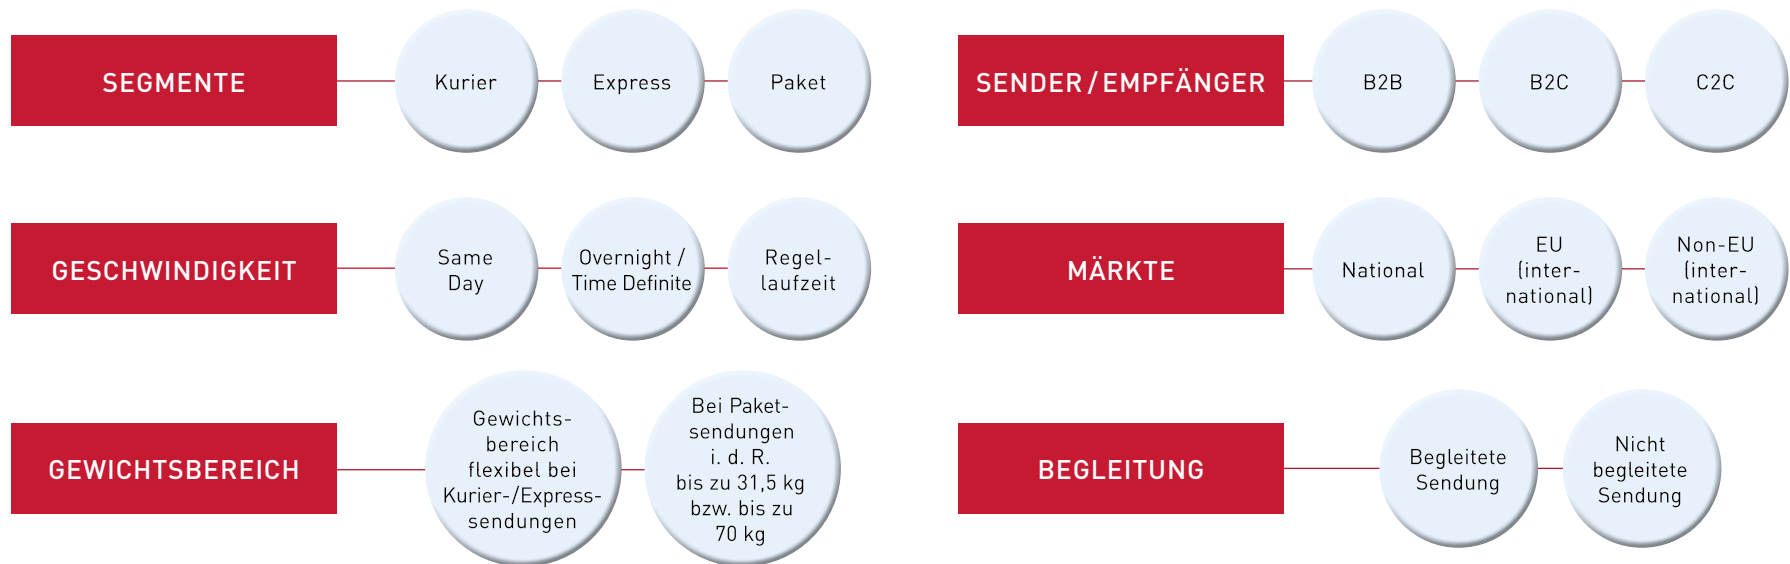 SEGMENTE
Kurier
Express
Paket
SENDER / EMPFÄNGER
B2B
B2C
C2C
GESCHWINDIGKEIT
Same
Day
Overnight /
Time Definite
Regel-
laufzeit
MÄRKTE
National
EU
(inter-
national)
Non-EU
(inter-
national)
GEWICHTSBEREICH
Gewichts-
bereich
flexibel bei
Kurier-/Express-
sendungen
Bei Paket-
sendungen
i. d. R.
bis zu 31,5 kg
bzw. bis zu
70 kg
BEGLEITUNG
Begleitete
Sendung
Nicht
begleitete
Sendung